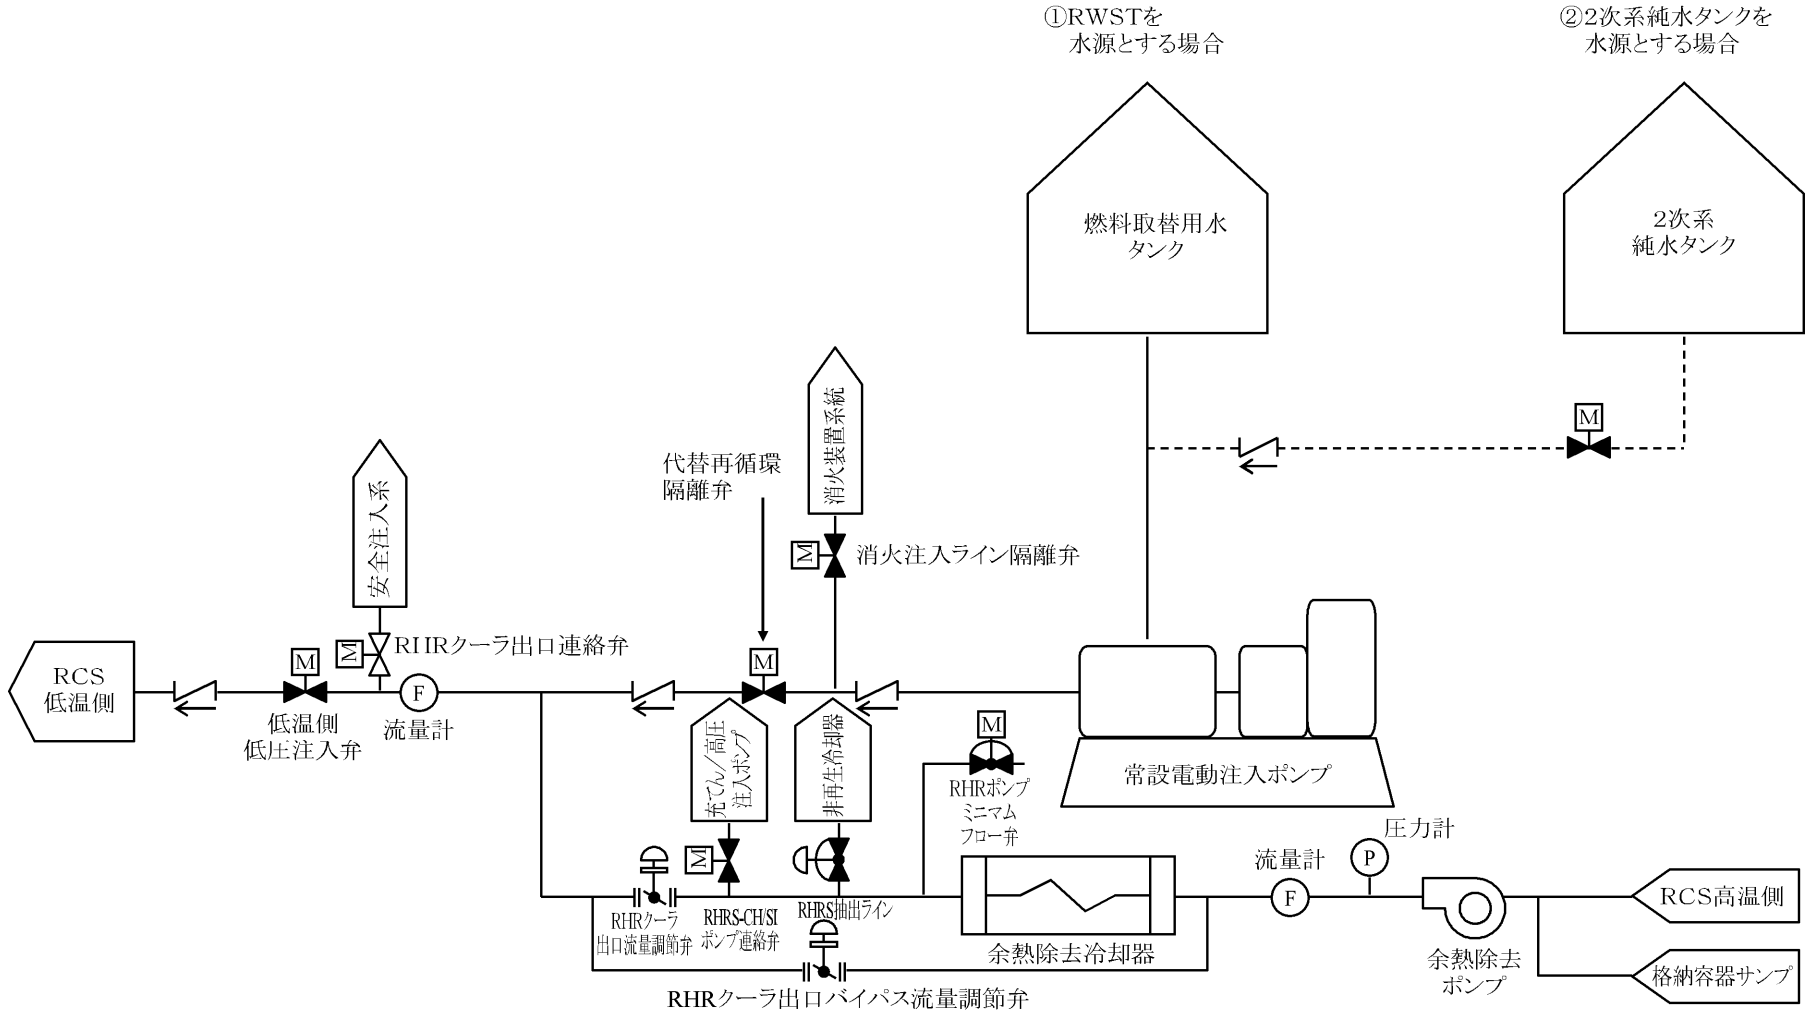 ①RWSTを
水源とする場合
②2次系純水タンクを
水源とする場合
燃料取替用水
タンク
2次系
純水タンク
M
消火装置系統
代替再循環
隔離弁
M
消火注入ライン隔離弁
安全注入系
M
RHRクーラ出口連絡弁
RCS
低温側
M
F
M
低温側
低圧注入弁
流量計
充てん/高圧
注入ポンプ
非再生冷却器
M
RHRポンプ
ミニマム
フロー弁
常設電動注入ポンプ
圧力計
流量計
P
F
M
RHRクーラ
出口流量調節弁
RHRS-CH/SI
ポンプ連絡弁
RHRS抽出ライン
余熱除去冷却器
RCS高温側
余熱除去
ポンプ
格納容器サンプ
RHRクーラ出口バイパス流量調節弁